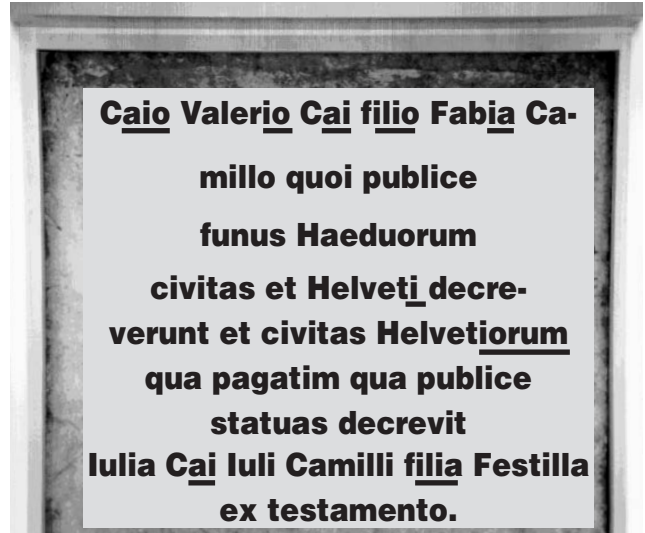 Caio Valerio Cai filio Fabia Ca-
millo quoi publice
funus Haeduorum
civitas et Helveti decre-
verunt et civitas Helvetiorum
qua pagatim qua publice
statuas decrevit
Iulia Cai Iuli Camilli filia Festilla
ex testamento.